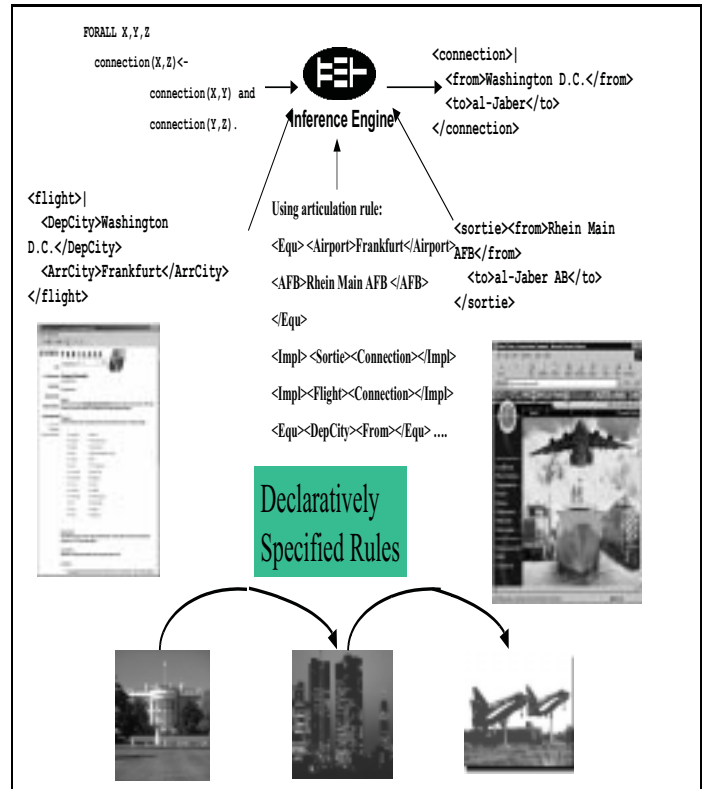 FORALL X,Y,Z
connection(X,Z)<-
connection(X,Y) and
connection(Y,Z).
Inference Engine
<connection>|
<from>Washington D.C.</from>
<to>al-Jaber</to>
</connection>
<flight>|
<DepCity>Washington
D.C.</DepCity>
<ArrCity>Frankfurt</ArrCity>
</flight>
Using articulation rule:
<Equ> <Airport>Frankfurt</Airport>
<AFB>Rhein Main AFB </AFB>
</Equ>
<Impl> <Sortie><Connection></Impl>
<Impl><Flight><Connection></Impl>
<Equ><DepCity><From></Equ> ....
<sortie><from>Rhein Main
AFB</from>
<to>al-Jaber AB</to>
</sortie>
Declaratively
Specified Rules